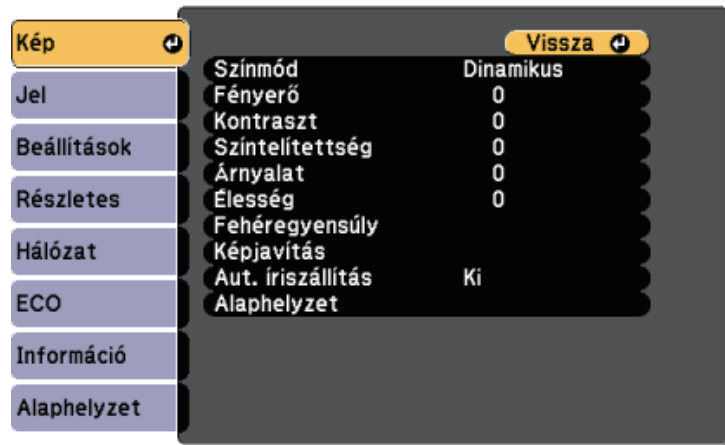 Kép
Jel
Beállítások
Részletes
Hálózat
ECO
Információ
Alaphelyzet
Vissza
Színmód Dinamikus
Fényerő 0
Kontraszt 0
Színtelítettség 0
Árnyalat 0
Élesség 0
Fehéregyensúly
Képjavítás
Aut. íriszállítás Ki
Alaphelyzet